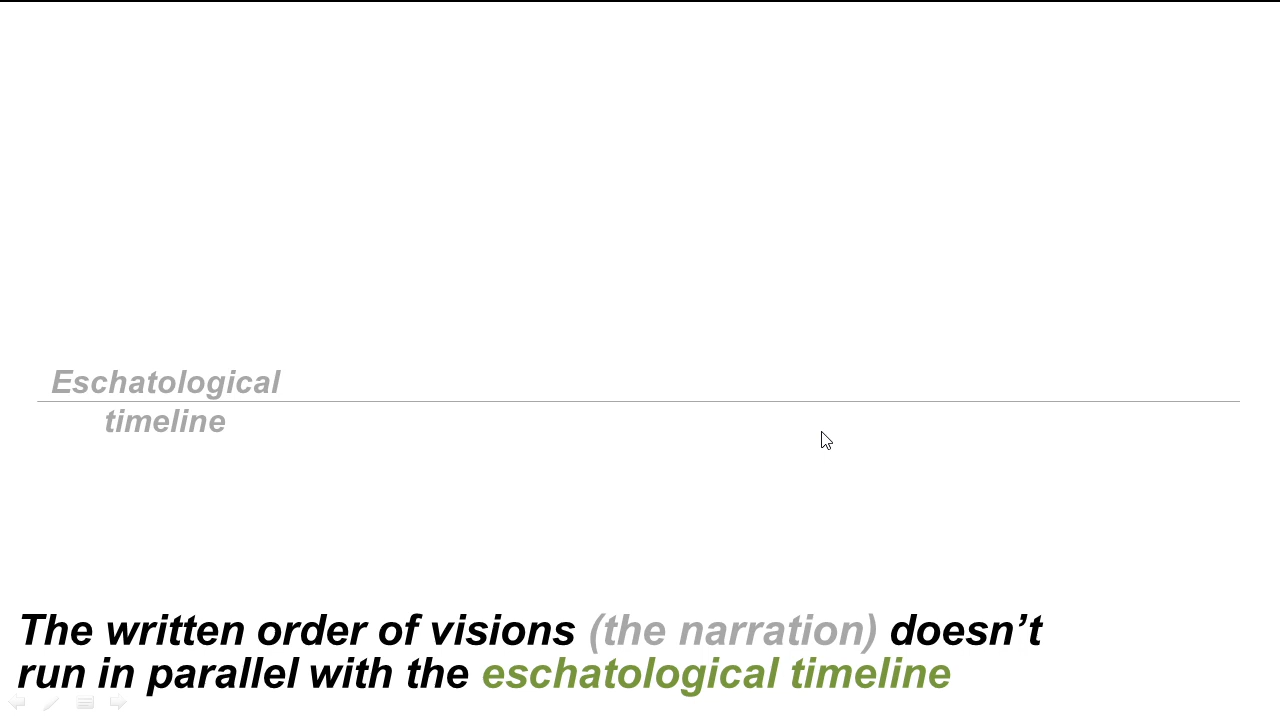 Eschatological
timeline
The written order of visions (the narration) doesn’t
run in parallel with the eschatological timeline